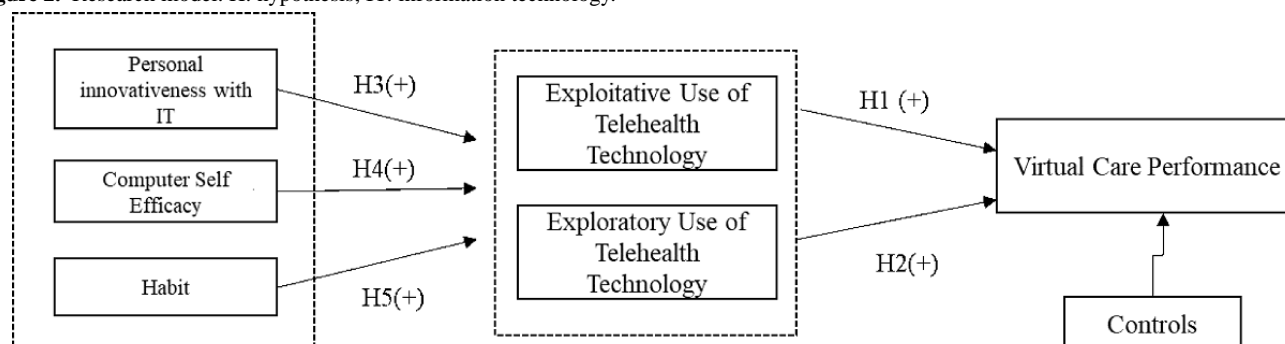 Figure 2. Research model. H: hypothesis; IT: information technology.
Personal
innovativeness with
IT
Computer Self
Efficacy
Habit
H3(+)
H4(+)
H5(+)
Exploitative Use of
Telehealth
Technology
Exploratory Use of
Telehealth
Technology
H1 (+)
H2(+)
Virtual Care Performance
Controls